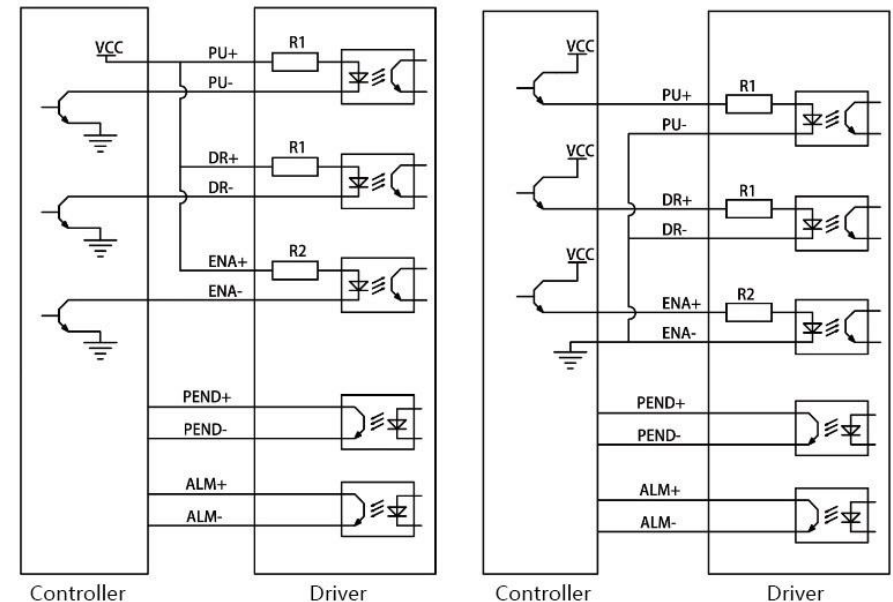 VCC
PU+
R1
PU-
DR+
R1
DR-
ENA+
R2
ENA-
PEND+
PEND-
ALM+
ALM-
Controller
Driver
VCC
PU+
R1
PU-
VCC
DR+
R1
DR-
VCC
ENA+
R2
ENA-
PEND+
PEND-
ALM+
ALM-
Controller
Driver